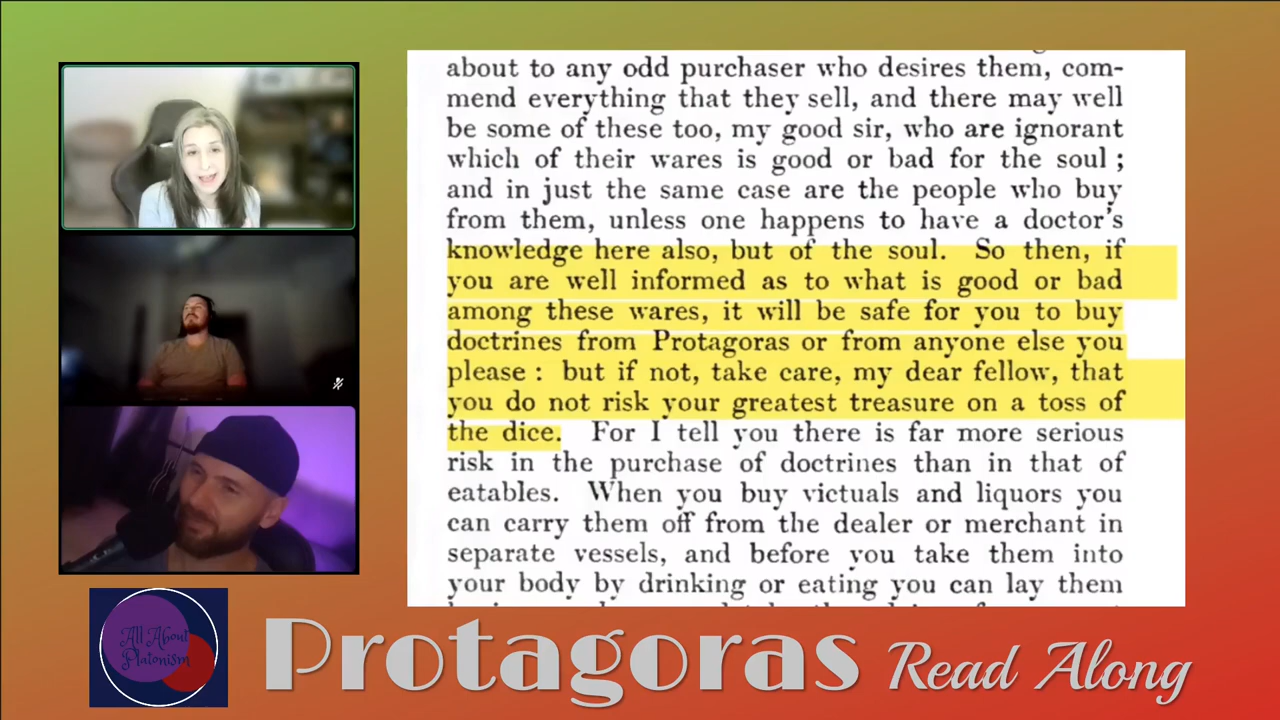 about to any odd purchaser who desires them, com-
mend everything that they sell, and there may well
be some of these too, my good sir, who are ignorant
which of their wares is good or bad for the soul ;
and in just the same case are the people who buy
from them, unless one happens to have a doctor's
knowledge here also, but of the soul. So then, if
you are well informed as to what is good or bad
among these wares, it will be safe for you to buy
doctrines from Protagoras or from anyone else you
please : but if not, take care, my dear fellow, that
you do not risk your greatest treasure on a toss of
the dice. For I tell you there is far more serious
risk in the purchase of doctrines than in that of
eatables. When you buy victuals and liquors you
can carry them off from the dealer or merchant in
separate vessels, and before you take them into
your body by drinking or eating you can lay them
All About
Platonism
Protagoras Read Along